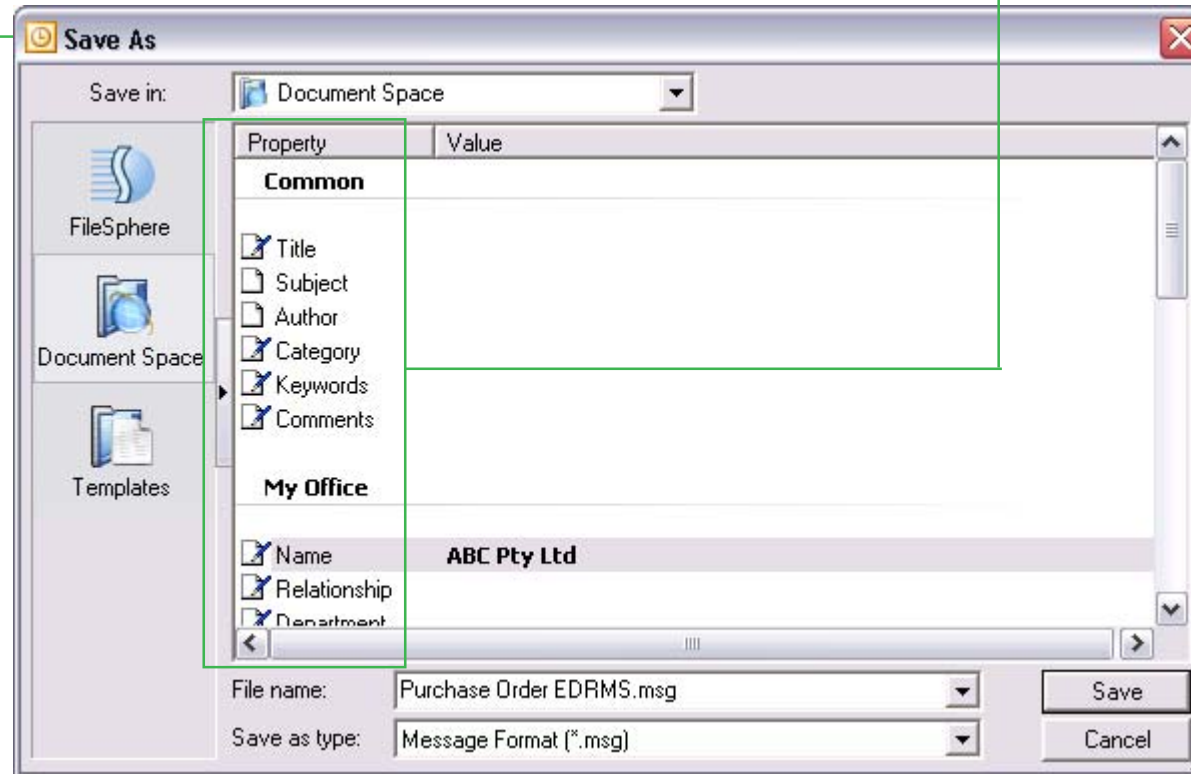 Save As
Save in: Document Space
Property Value
Common
FileSphere
Title
Subject
Author
Document Space
Category
Keywords
Comments
Templates
My Office
Name ABC Pty Ltd
Relationship
Department
File name: Purchase Order EDRMS.msg Save
Save as type: Message Format (*.msg) Cancel